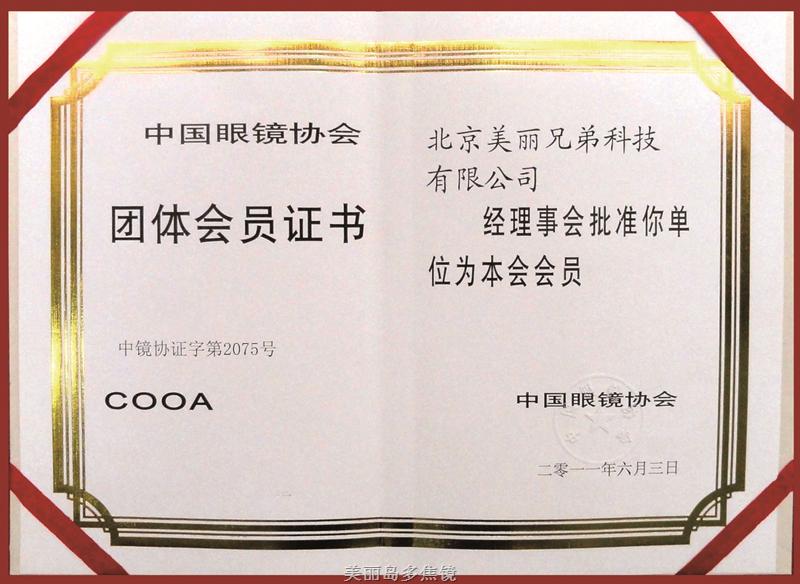 中国眼镜协会
团体会员证书
中镜协证字第2075号
COOA
北京美丽兄弟科技
有限公司
经理事会批准你单
位为本会会员
中国眼镜协会
二零一一年六月三日
美丽岛多焦镜